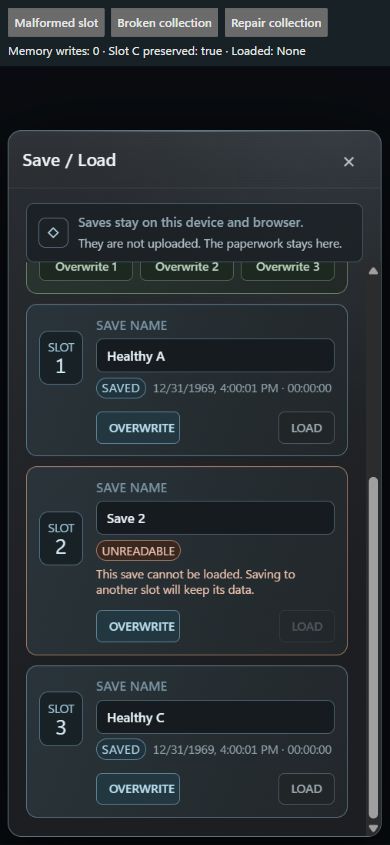 Malformed slot Broken collection Repair collection
Memory writes: 0 · Slot C preserved: true · Loaded: None
Save / Load ×
Saves stay on this device and browser.
They are not uploaded. The paperwork stays here.
Overwrite 1 Overwrite 2 Overwrite 3
SLOT
1
SAVE NAME
Healthy A
SAVED 12/31/1969, 4:00:01 PM · 00:00:00
OVERWRITE LOAD
SLOT
2
SAVE NAME
Save 2
UNREADABLE
This save cannot be loaded. Saving to
another slot will keep its data.
OVERWRITE LOAD
SLOT
3
SAVE NAME
Healthy C
SAVED 12/31/1969, 4:00:01 PM · 00:00:00
OVERWRITE LOAD